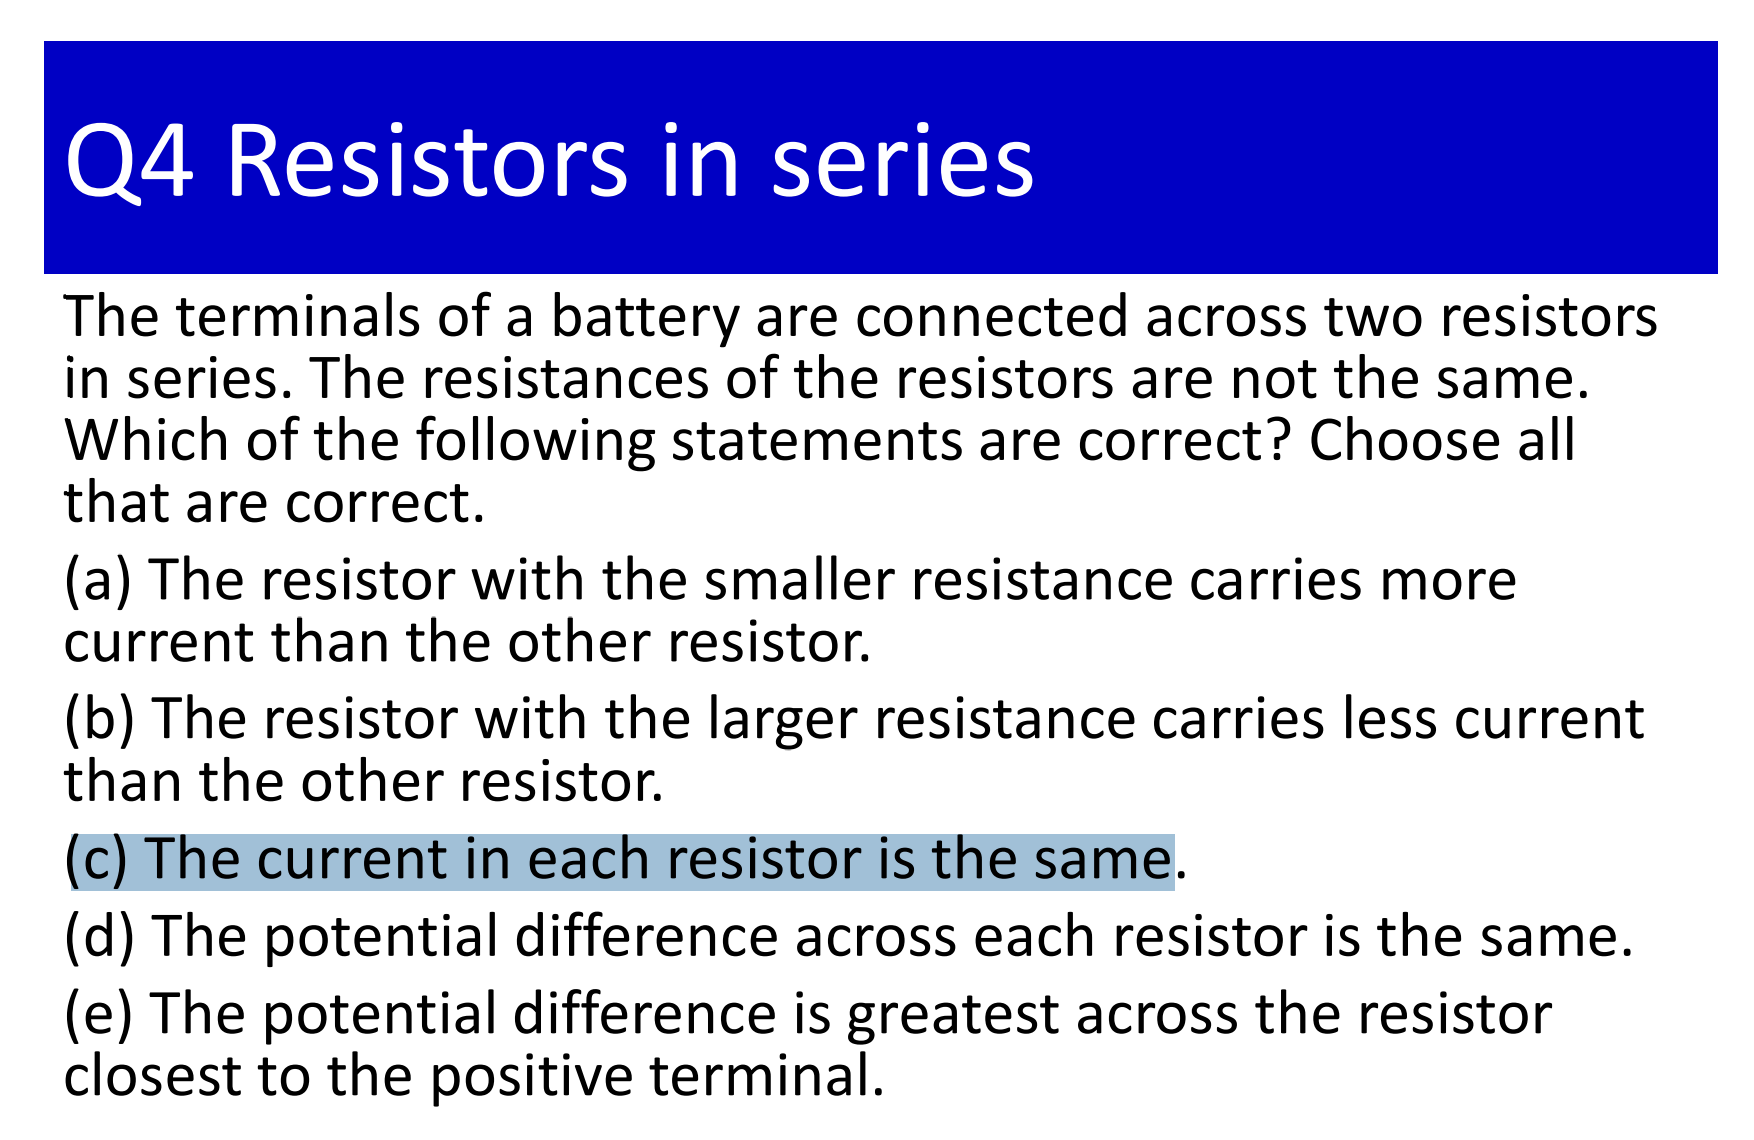 Q4 Resistors in series
The terminals of a battery are connected across two resistors
in series. The resistances of the resistors are not the same.
Which of the following statements are correct? Choose all
that are correct.
(a) The resistor with the smaller resistance carries more
current than the other resistor.
(b) The resistor with the larger resistance carries less current
than the other resistor.
(c) The current in each resistor is the same.
(d) The potential difference across each resistor is the same.
(e) The potential difference is greatest across the resistor
closest to the positive terminal.